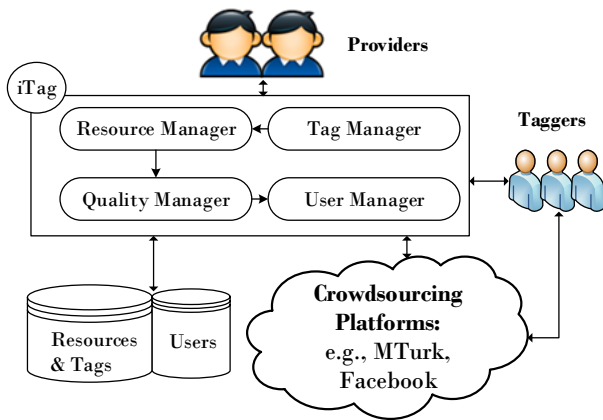 Providers
iTag
Resource Manager
Tag Manager
Taggers
Quality Manager
User Manager
Resources
& Tags
Users
Crowdsourcing
Platforms:
e.g., MTurk,
Facebook